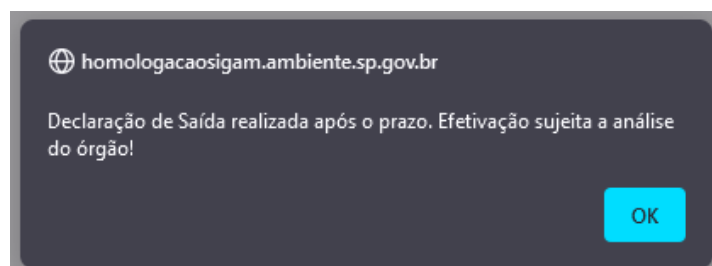 homologacaosigam.ambiente.sp.gov.br
Declaração de Saída realizada após o prazo. Efetivação sujeita a análise
do órgão!
OK